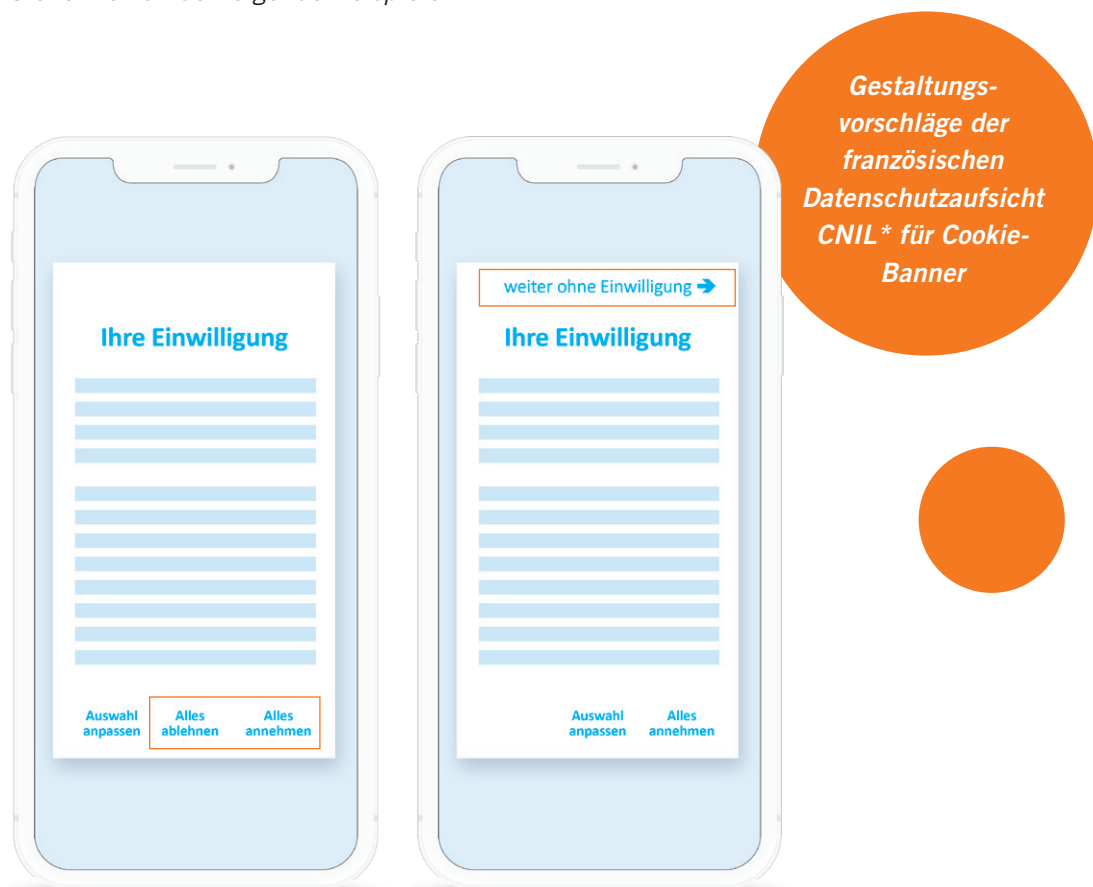 Gestaltungs-
vorschläge der
französischen
Datenschutzaufsicht
CNIL* für Cookie-
Banner
Ihre Einwilligung
Auswahl
anpassen
Alles
ablehnen
Alles
annehmen
weiter ohne Einwilligung ➔
Ihre Einwilligung
Auswahl
anpassen
Alles
annehmen